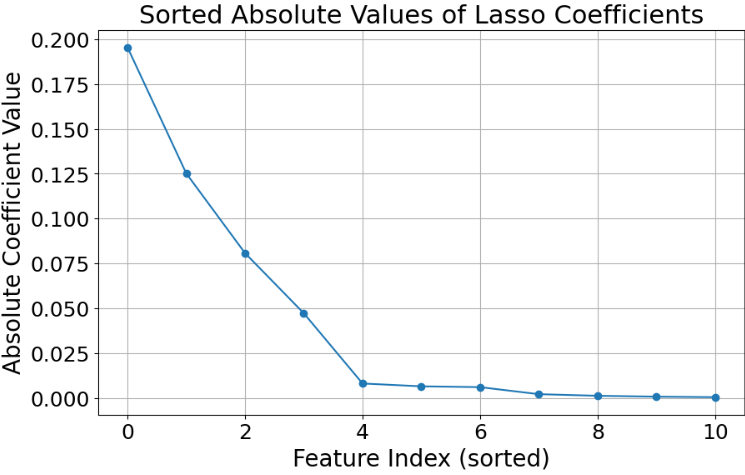 Sorted Absolute Values of Lasso Coefficients
Absolute Coefficient Value
0.200
0.175
0.150
0.125
0.100
0.075
0.050
0.025
0.000
0 2 4 6 8 10
Feature Index (sorted)